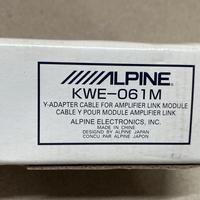 ALPINE
KWE-061M
Y-ADAPTER CABLE FOR AMPLIFIER LINK MODULE
CABLE Y POUR MODULE AMPLIFIER LINK
ALPINE ELECTRONICS, INC.
MADE IN CHINA
DESIGND BY ALPINE JAPAN
CONCU PAR ALPINE JAPON